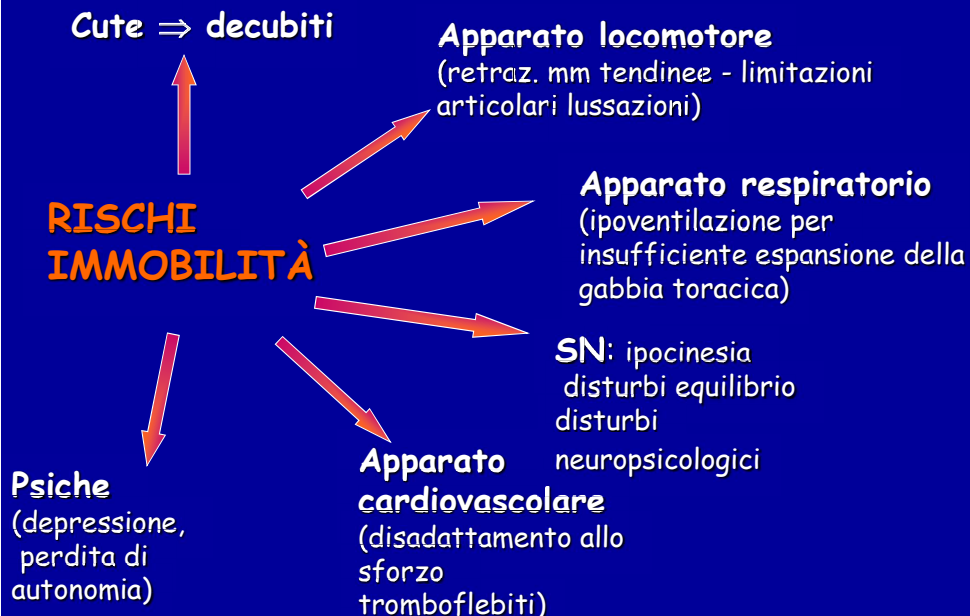 Cute ⇒ decubiti
Apparato locomotore
(retraz. mm tendinee - limitazioni
articolari lussazioni)
RISCHI
IMMOBILITÀ
Apparato respiratorio
(ipoventilazione per
insufficiente espansione della
gabbia toracica)
SN: ipocinesia
disturbi equilibrio
disturbi
neuropsicologici
Apparato
cardiovascolare
(disadattamento allo
sforzo
tromboflebiti)
Psiche
(depressione,
perdita di
autonomia)